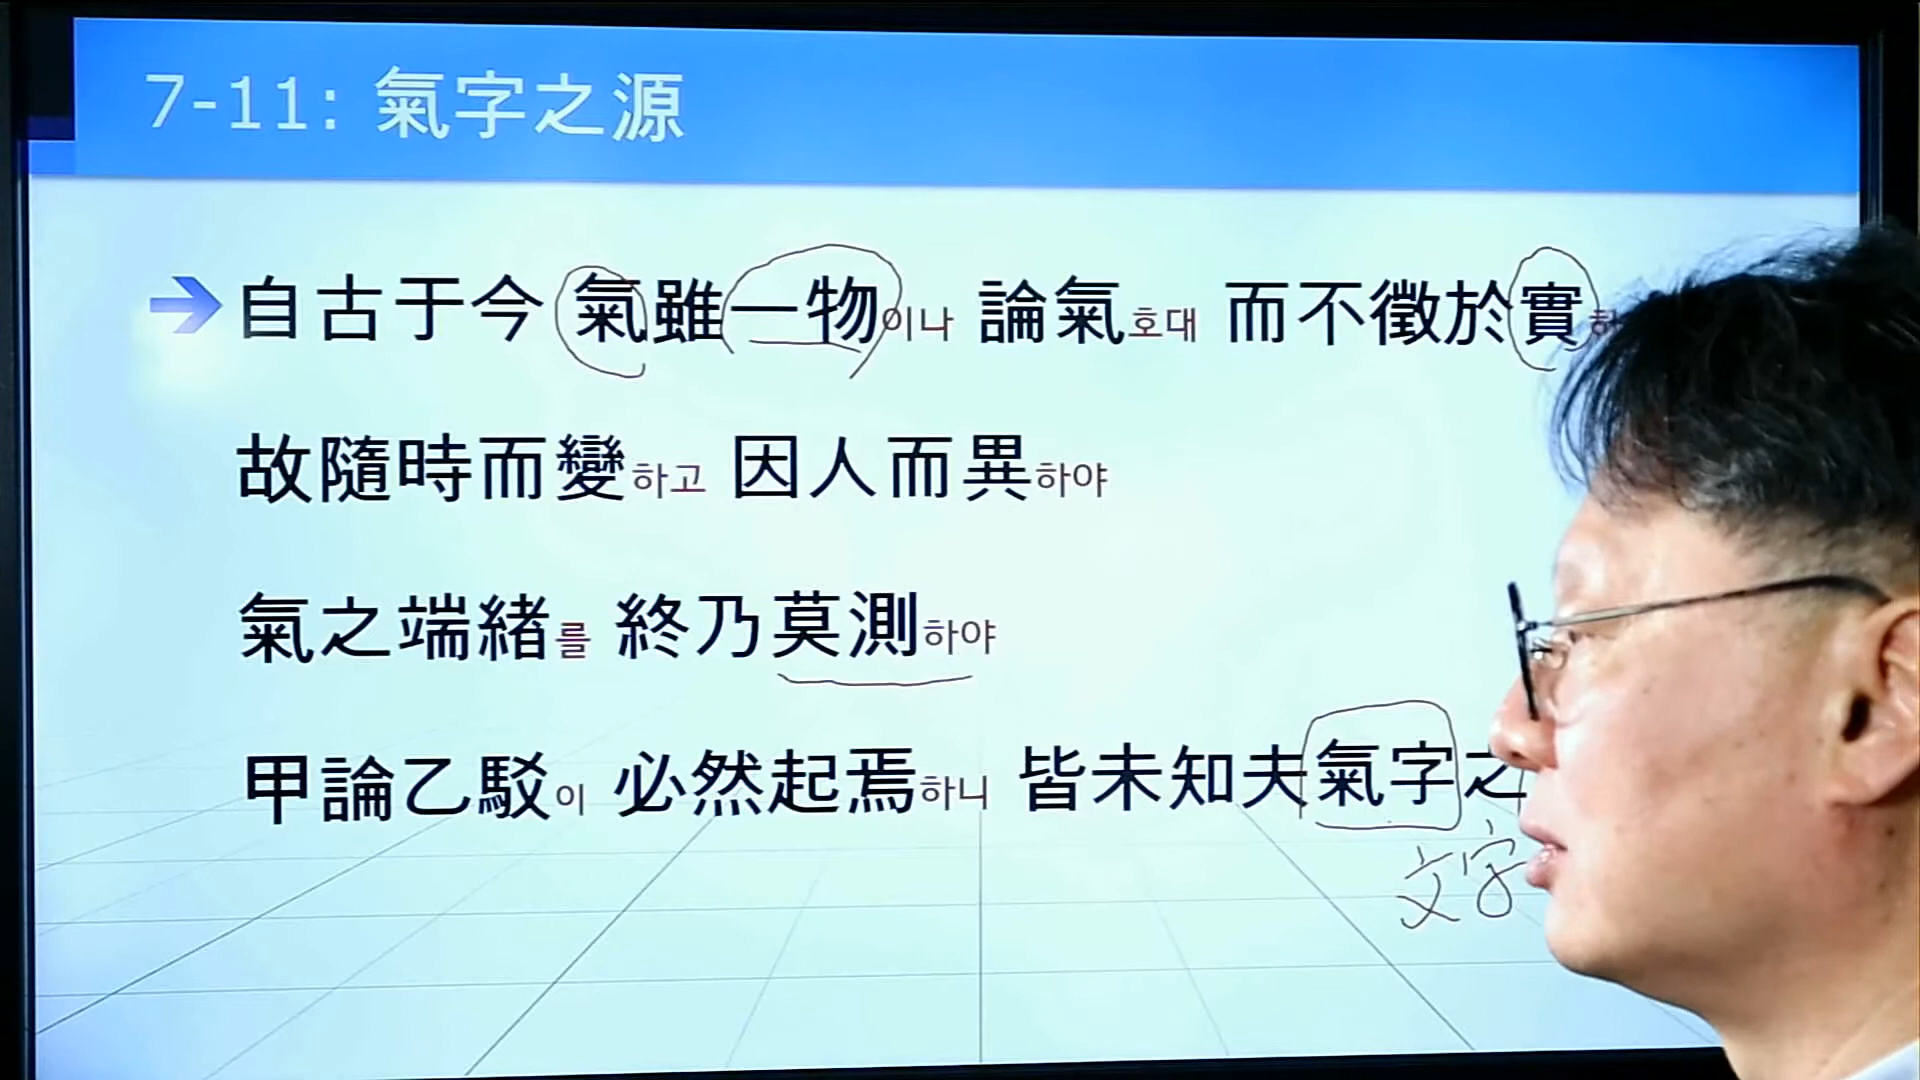 7-11: 氣字之源
自古于今 氣雖一物이나 論氣호대 而不徵於實하
故隨時而變하고 因人而異하야
氣之端緖를 終乃莫測하야
甲論乙駁이 必然起焉하니 皆未知夫氣字之
文字